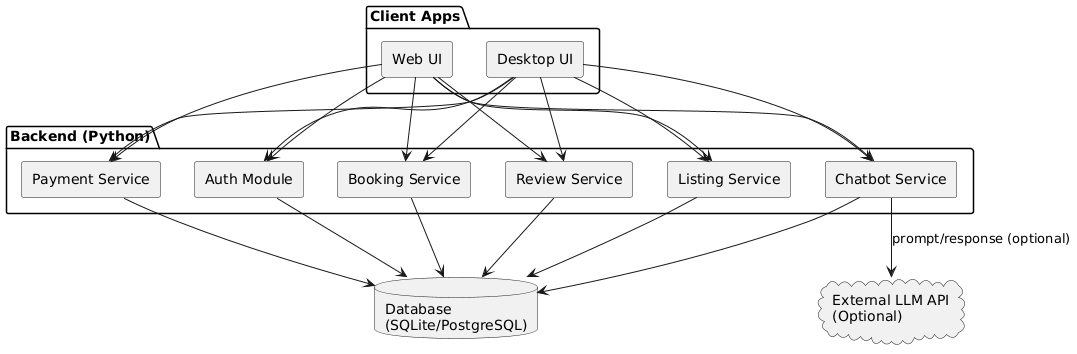 Client Apps
Web UI
Desktop UI
Backend (Python)
Payment Service
Auth Module
Booking Service
Review Service
Listing Service
Chatbot Service
prompt/response (optional)
Database
(SQLite/PostgreSQL)
External LLM API
(Optional)